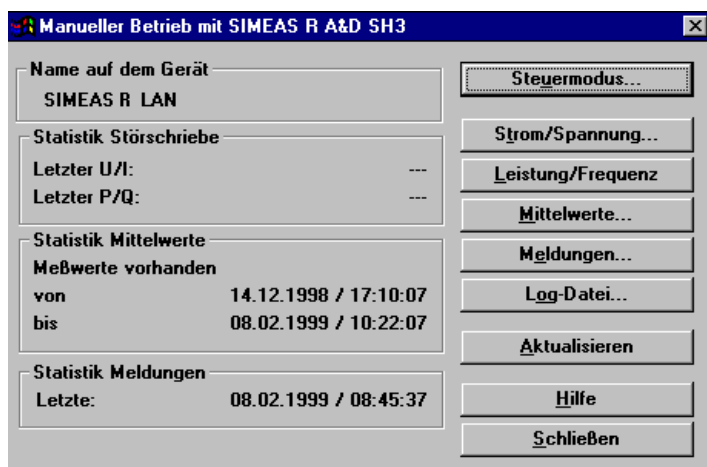 Manueller Betrieb mit SIMEAS R A&D SH3
Name auf dem Gerät
SIMEAS R LAN
Statistik Störschriebe
Letzter U/I: ---
Letzter P/Q: ---
Statistik Mittelwerte
Meßwerte vorhanden
von 14.12.1998 / 17:10:07
bis 08.02.1999 / 10:22:07
Statistik Meldungen
Letzte: 08.02.1999 / 08:45:37
Steuermodus...
Strom/Spannung...
Leistung/Frequenz
Mittelwerte...
Meldungen...
Log-Datei...
Aktualisieren
Hilfe
Schließen